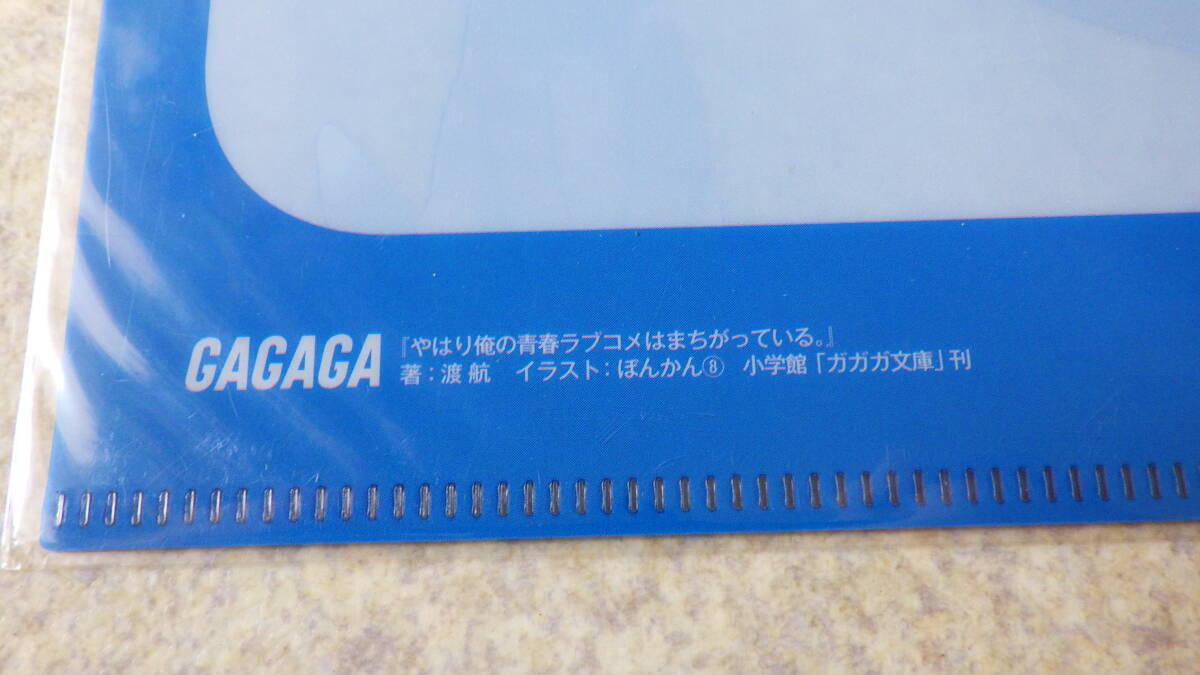 GAGAGA
『やはり俺の青春ラブコメはまちがっている。』
著：渡 航　イラスト：ぽんかん⑧　小学館「ガガガ文庫」刊